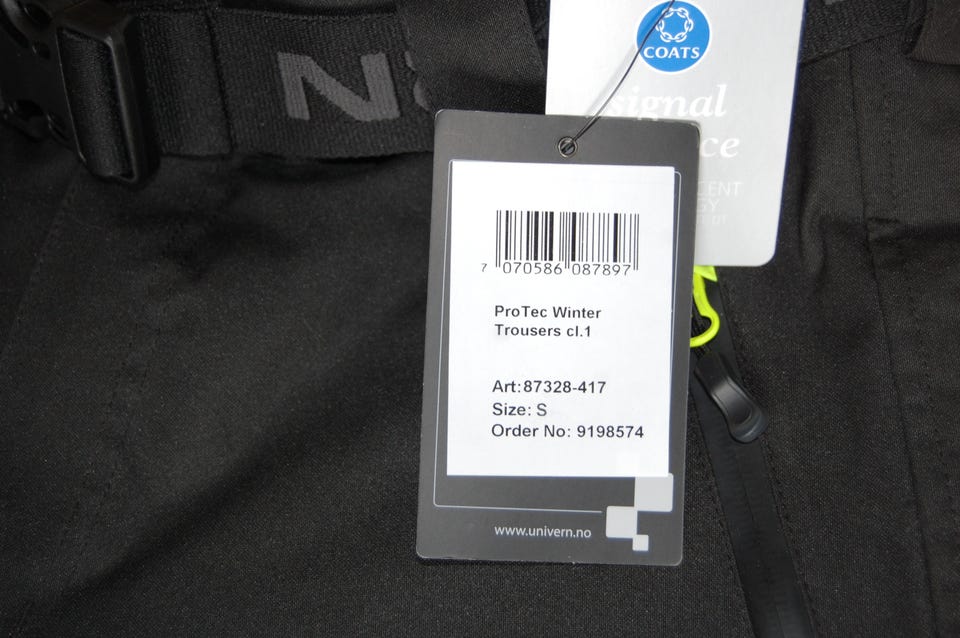 COATS
signal
CENT
7 070586 087897
ProTec Winter
Trousers cl.1
Art:87328-417
Size: S
Order No: 9198574
www.univern.no